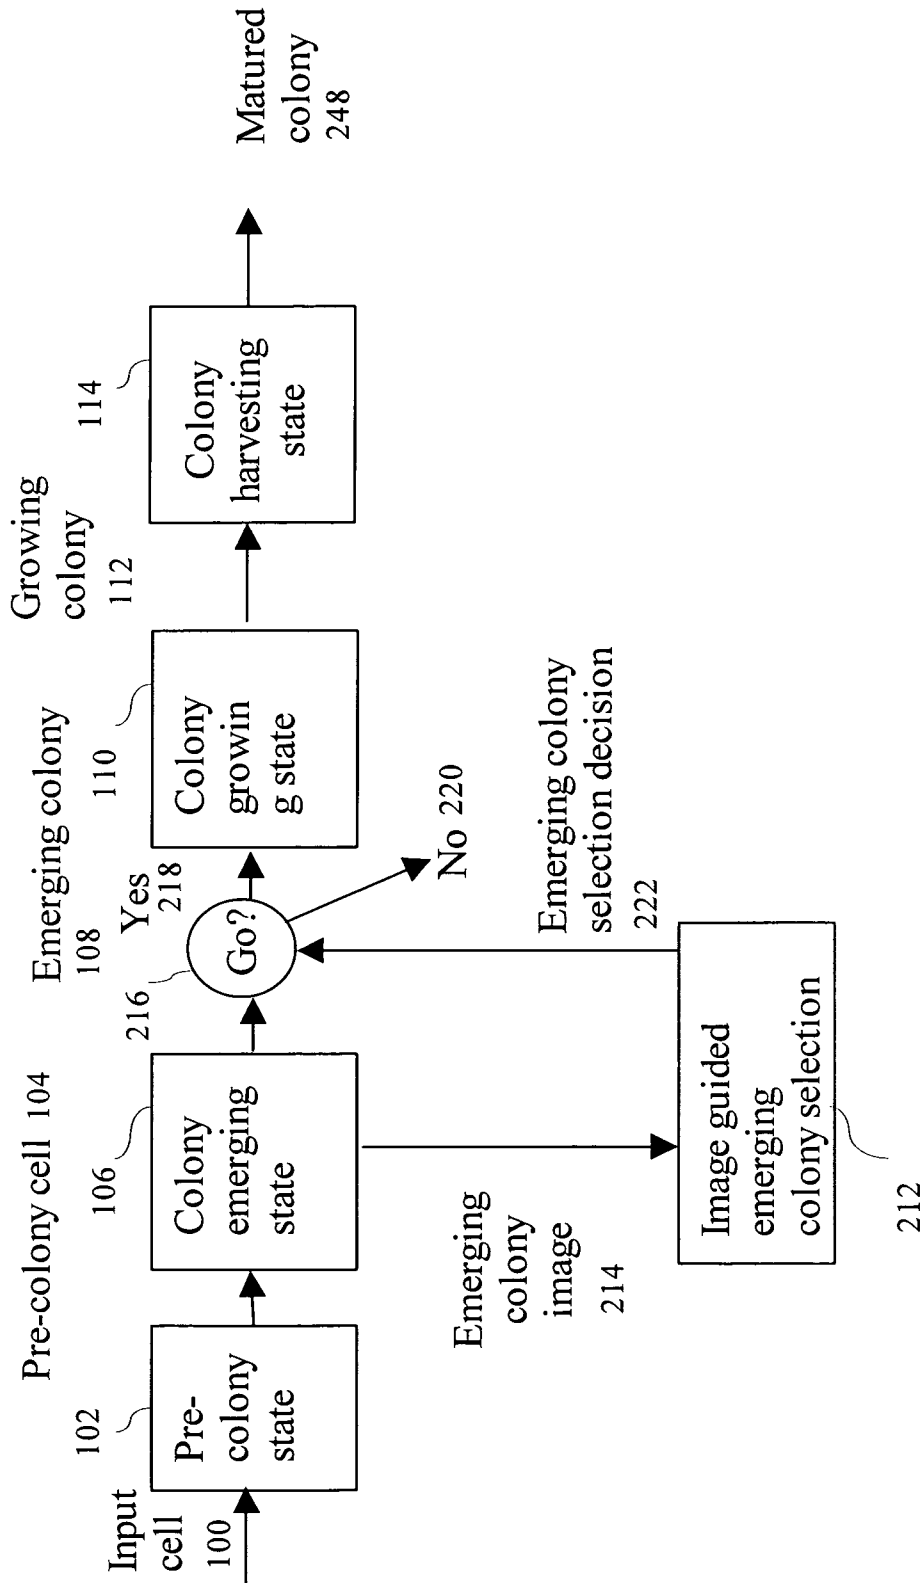 Input
cell
100
102
Pre-
colony
state
Pre-colony cell 104
106
Colony
emerging
state
Emerging colony
108
216
Go?
Yes
218
No 220
110
Colony
growin
g state
Growing
colony
112
114
Colony
harvesting
state
Matured
colony
248
Emerging
colony
image
214
Emerging colony
selection decision
222
Image guided
emerging
colony selection
212